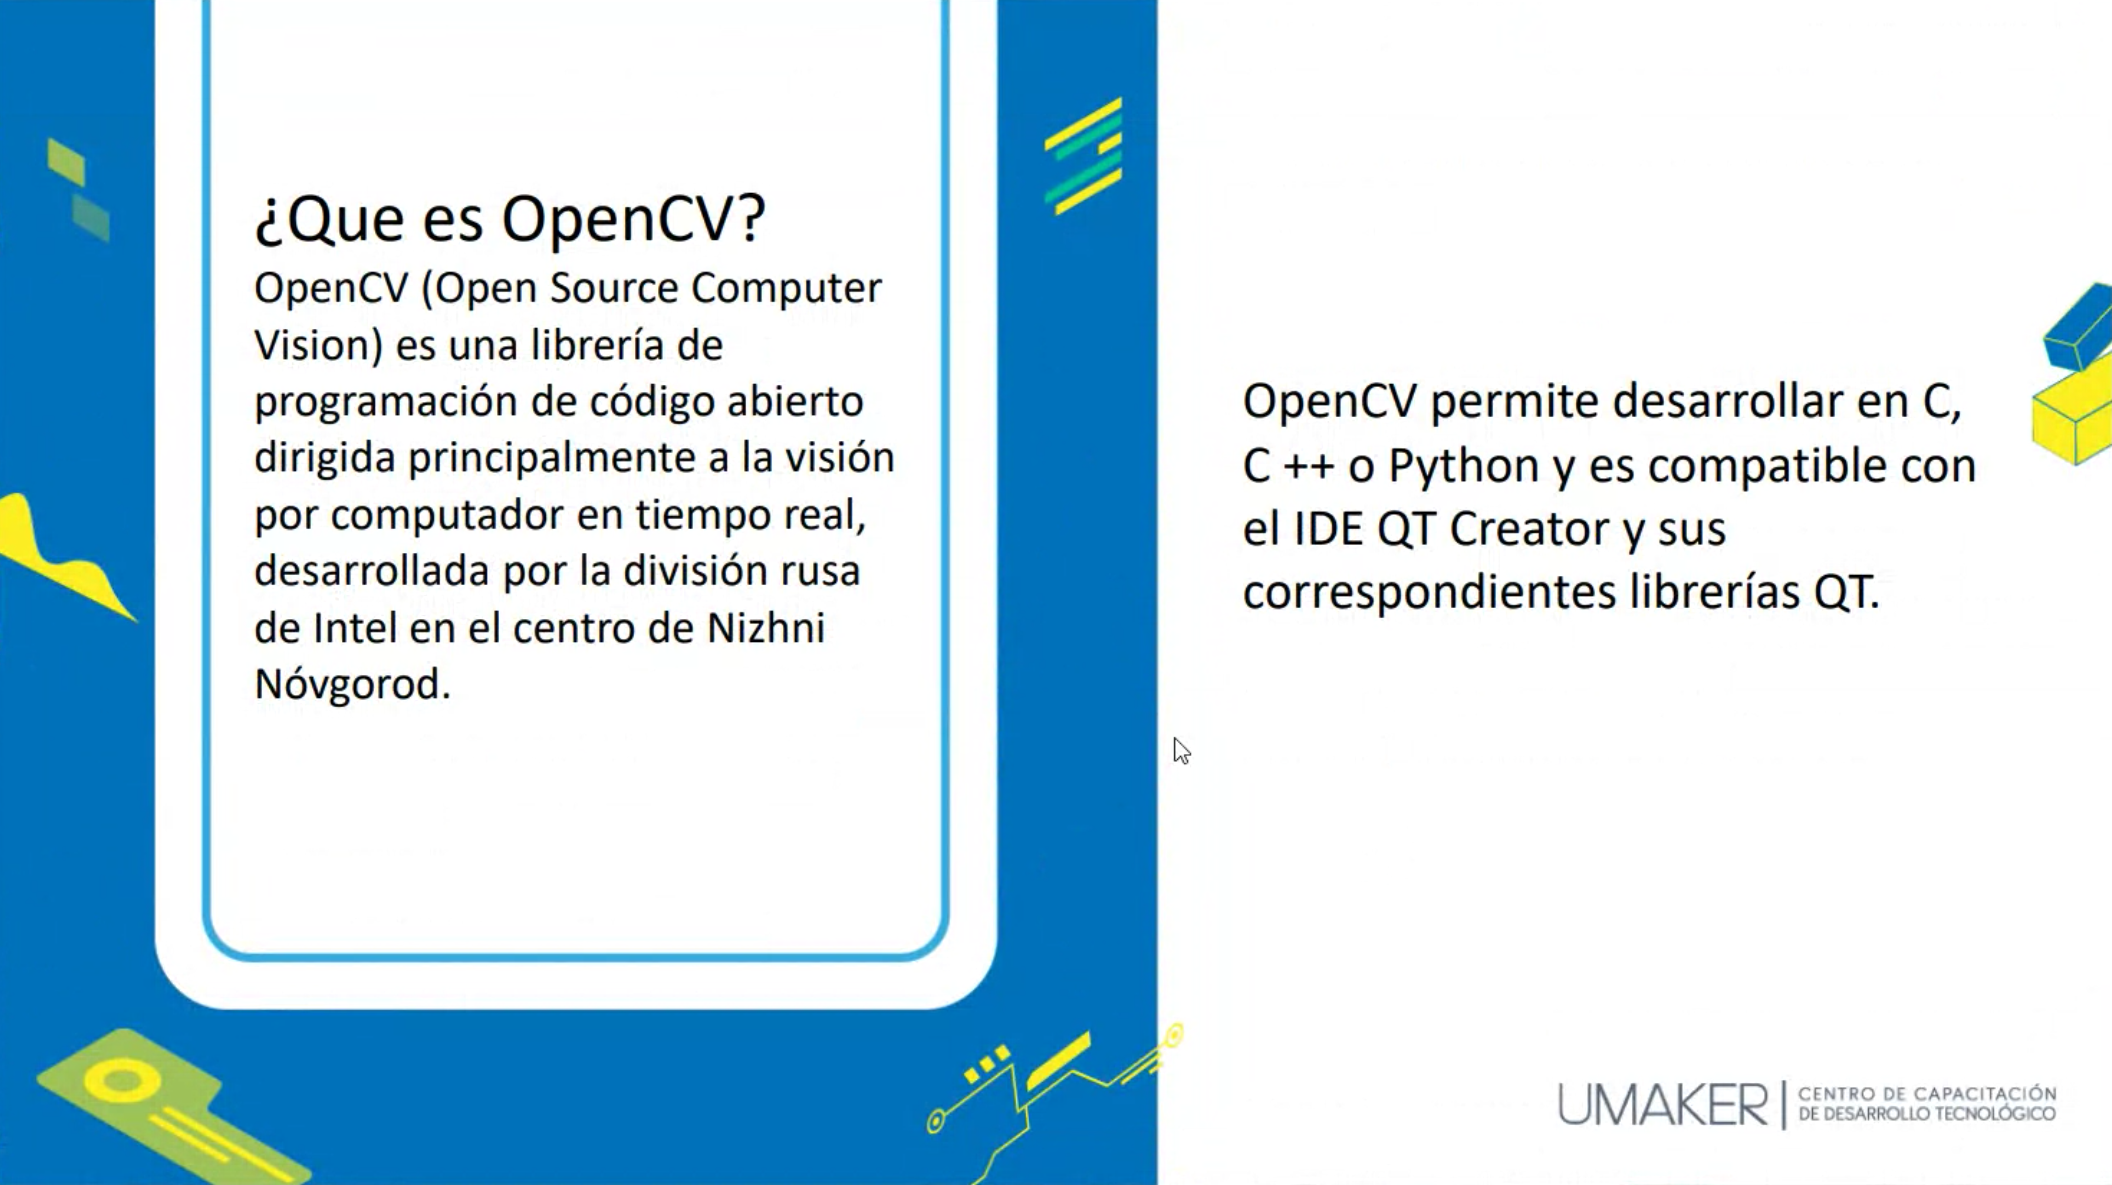 ¿Que es OpenCV?
OpenCV (Open Source Computer
Vision) es una librería de
programación de código abierto
dirigida principalmente a la visión
por computador en tiempo real,
desarrollada por la división rusa
de Intel en el centro de Nizhni
Nóvgorod.
OpenCV permite desarrollar en C,
C ++ o Python y es compatible con
el IDE QT Creator y sus
correspondientes librerías QT.
UMAKER
CENTRO DE CAPACITACIÓN
DE DESARROLLO TECNOLÓGICO